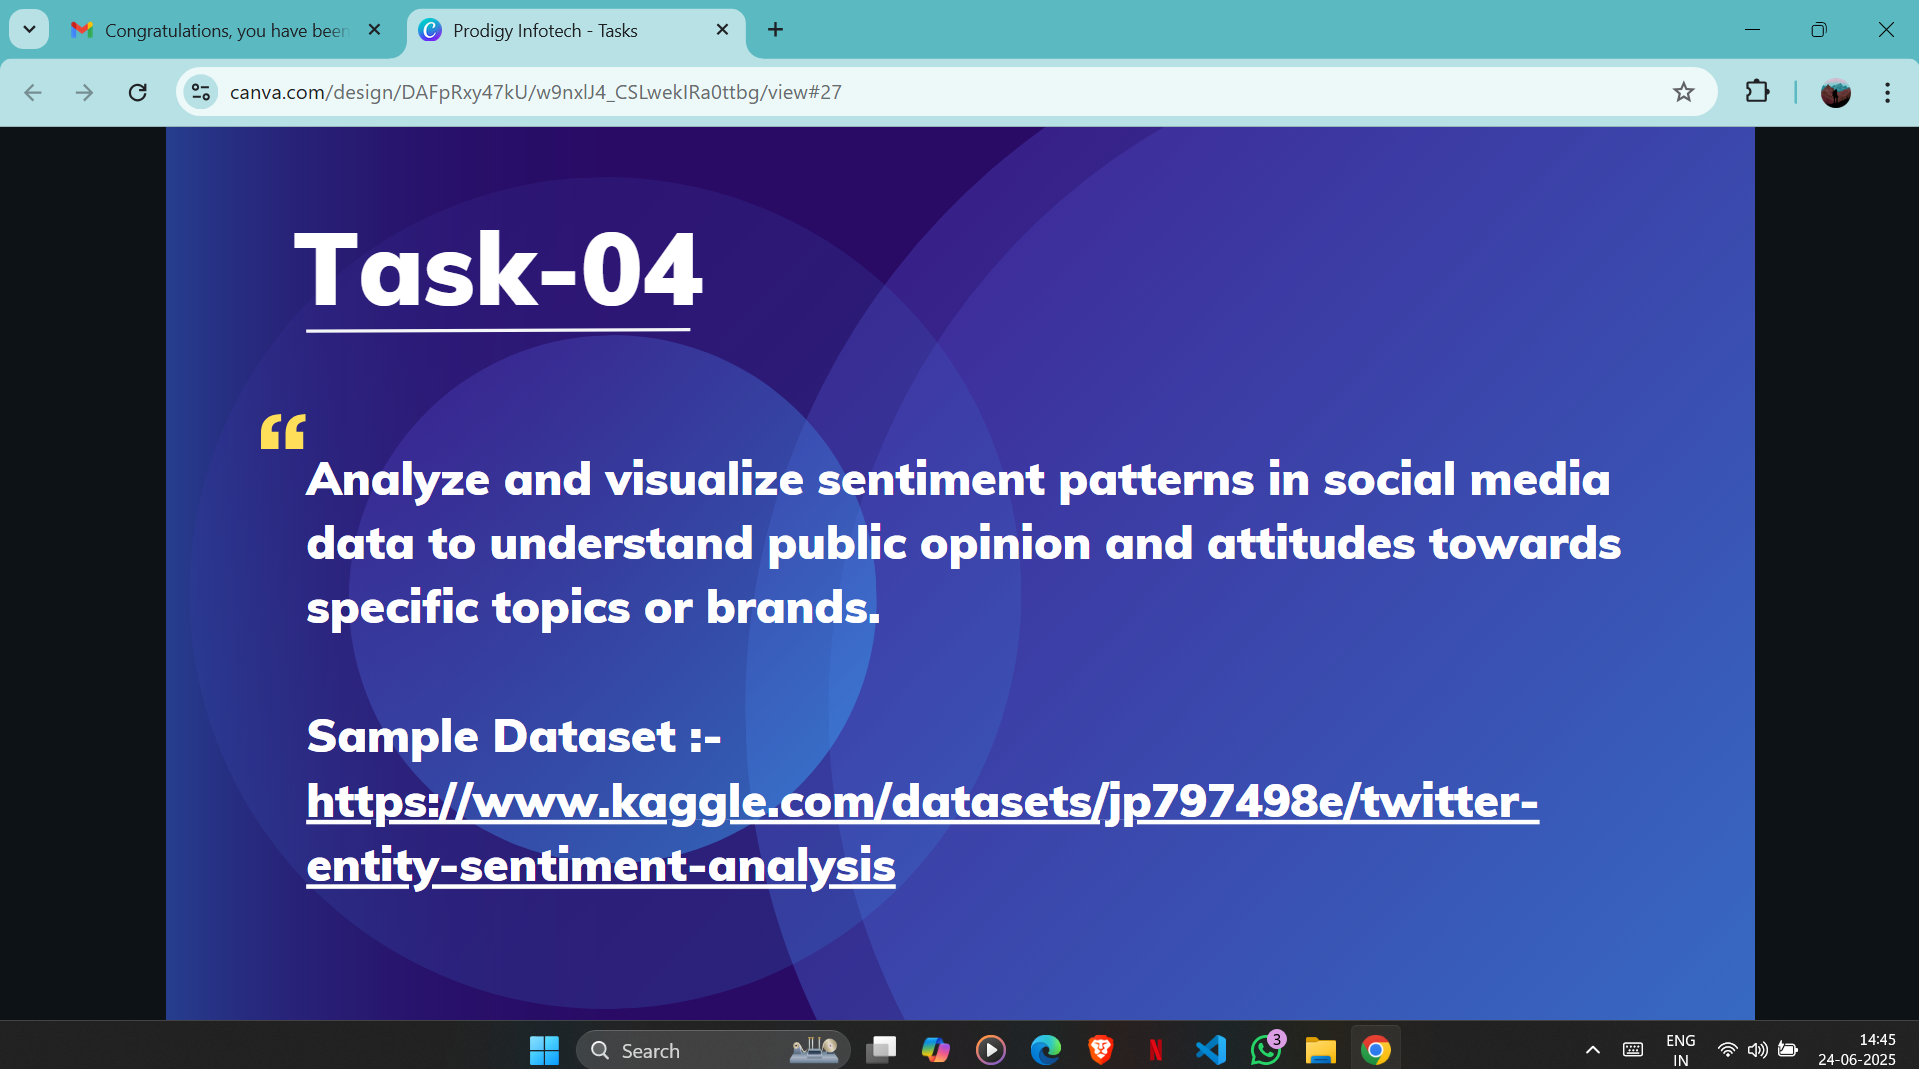 Congratulations, you have been
Prodigy Infotech - Tasks
canva.com/design/DAFpRxy47kU/w9nxlJ4_CSLwekIRa0ttbg/view#27
Task-04
“
Analyze and visualize sentiment patterns in social media
data to understand public opinion and attitudes towards
specific topics or brands.
Sample Dataset :-
https://www.kaggle.com/datasets/jp797498e/twitter-
entity-sentiment-analysis
Search
3
ENG
IN
14:45
24-06-2025